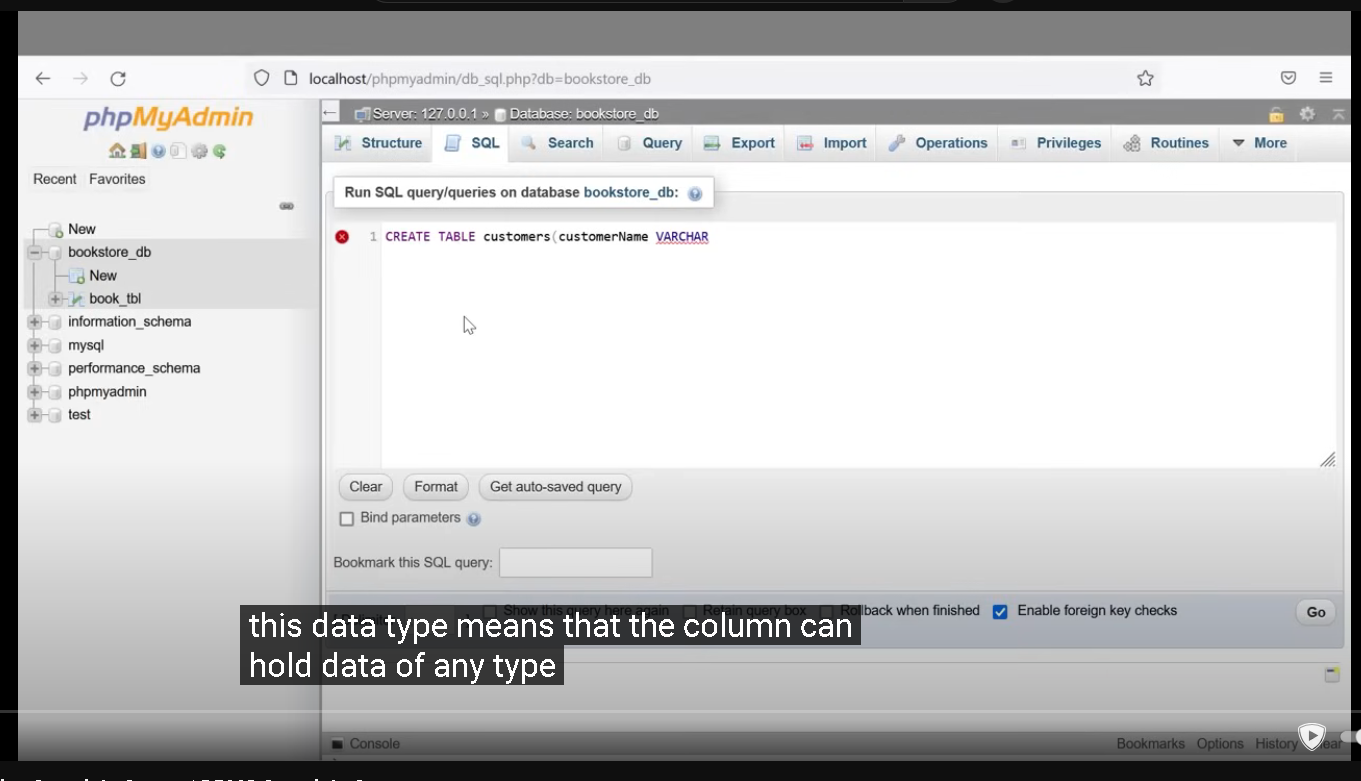 localhost/phpmyadmin/db_sql.php?db=bookstore_db
phpMyAdmin
Server: 127.0.0.1 » Database: bookstore_db
Structure SQL Search Query Export Import Operations Privileges Routines More
Recent Favorites
Run SQL query/queries on database bookstore_db:
New
bookstore_db
New
book_tbl
information_schema
mysql
performance_schema
phpmyadmin
test
1 CREATE TABLE customers(customerName VARCHAR
Clear Format Get auto-saved query
Bind parameters
Bookmark this SQL query:
Show this query here again Retain query box Rollback when finished Enable foreign key checks Go
this data type means that the column can
hold data of any type
Console Bookmarks Options History